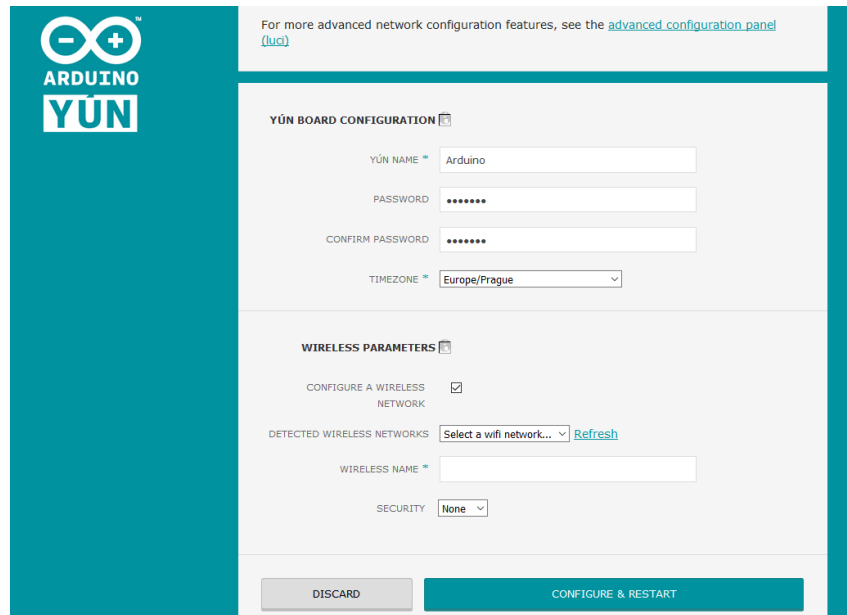 ARDUINO
YÚN
For more advanced network configuration features, see the advanced configuration panel
(luci)
YÚN BOARD CONFIGURATION
YÚN NAME * Arduino
PASSWORD •••••••
CONFIRM PASSWORD •••••••
TIMEZONE * Europe/Prague
WIRELESS PARAMETERS
CONFIGURE A WIRELESS
NETWORK
DETECTED WIRELESS NETWORKS Select a wifi network... Refresh
WIRELESS NAME *
SECURITY None
DISCARD CONFIGURE & RESTART